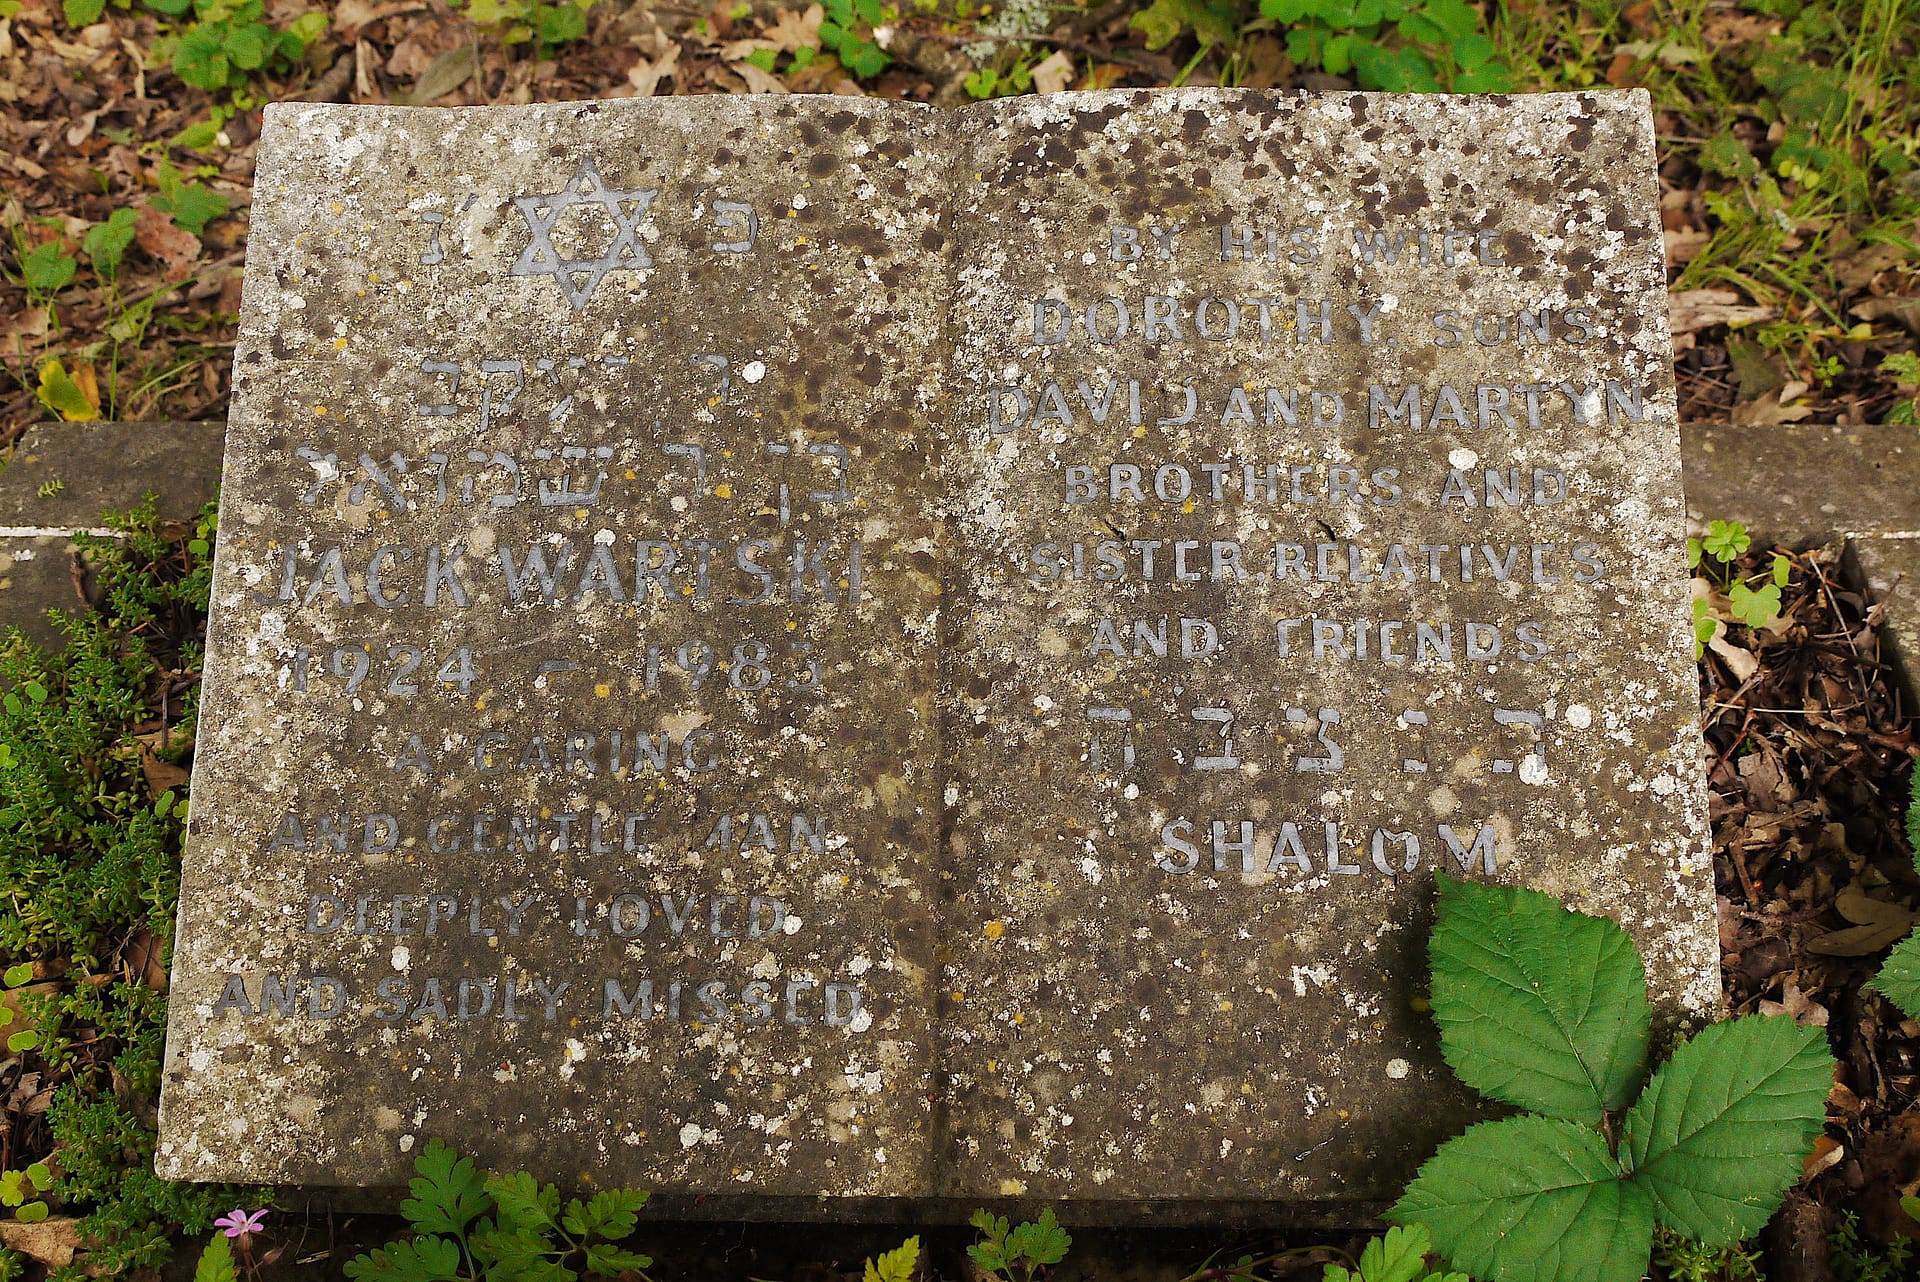 פ׳ נ׳
ר׳ יעקב
בן ר׳ שמואל
JACK WARTSKI
1924 - 1983
A CARING
AND GENTLE MAN
DEEPLY LOVED
AND SADLY MISSED
BY HIS WIFE
DOROTHY, SONS
DAVID AND MARTYN,
BROTHERS AND
SISTER, RELATIVES
AND FRIENDS.
ת נ צ ב ה
SHALOM